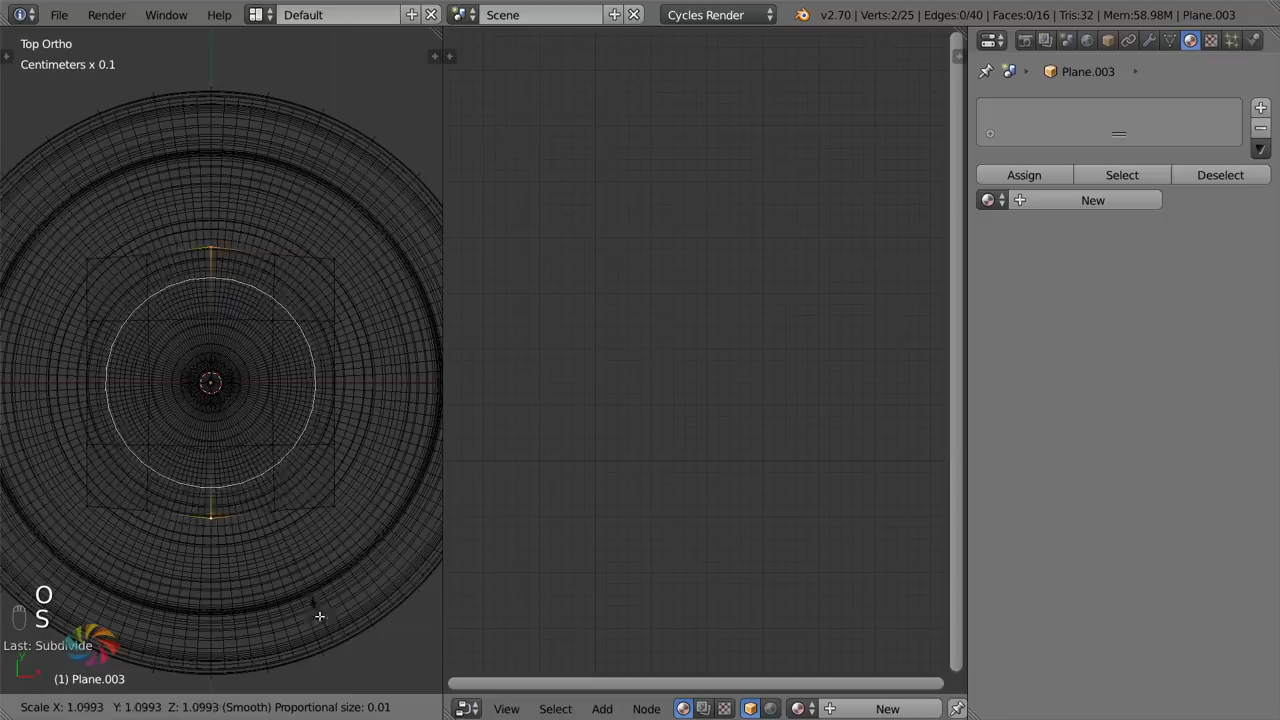 File Render Window Help Default Scene Cycles Render v2.70 | Verts:2/25 | Edges:0/40 | Faces:0/16 | Tris:32 | Mem:58.98M | Plane.003
Top Ortho
Centimeters x 0.1
Plane.003
Assign Select Deselect
New
O
S
Last: Subdivide
y
x
(1) Plane.003
Scale X: 1.0993 Y: 1.0993 Z: 1.0993 (Smooth) Proportional size: 0.01
View Select Add Node New